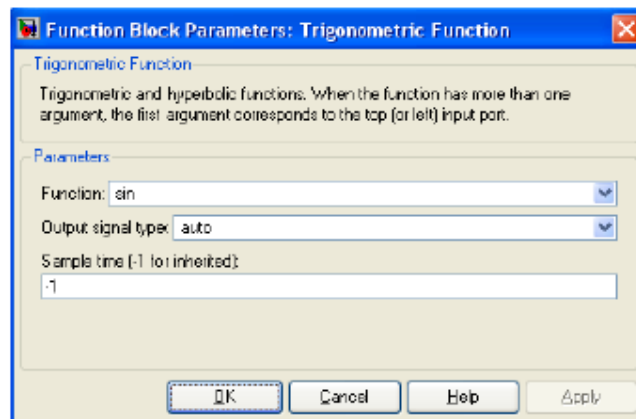 Function Block Parameters: Trigonometric Function
Trigonometric Function
Trigonometric and hyperbolic functions. When the function has more than one
argument, the first argument corresponds to the top (or left) input port.
Parameters
Function: sin
Output signal type: auto
Sample time (-1 for inherited):
-1
OK Cancel Help Apply